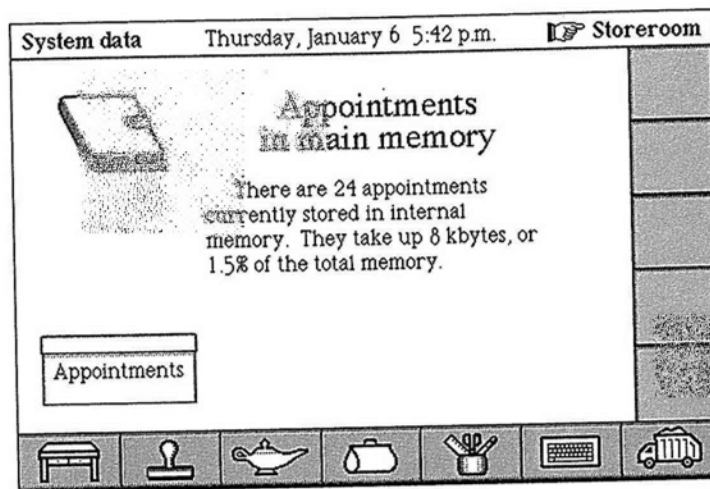 System data Thursday, January 6 5:42 p.m. Storeroom
Appointments
in main memory
There are 24 appointments
currently stored in internal
memory. They take up 8 kbytes, or
1.5% of the total memory.
Appointments